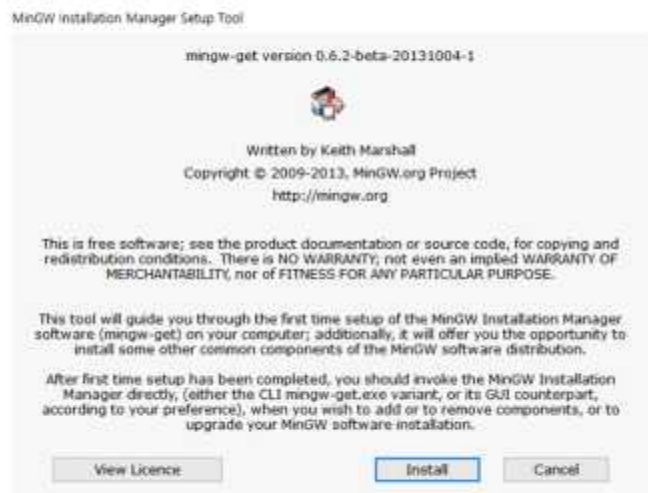 MinGW Installation Manager Setup Tool
mingw-get version 0.6.2-beta-20131004-1
Written by Keith Marshall
Copyright © 2009-2013, MinGW.org Project
http://mingw.org
This is free software; see the product documentation or source code, for copying and
redistribution conditions. There is NO WARRANTY; not even an implied WARRANTY OF
MERCHANTABILITY, nor of FITNESS FOR ANY PARTICULAR PURPOSE.
This tool will guide you through the first time setup of the MinGW Installation Manager
software (mingw-get) on your computer; additionally, it will offer you the opportunity to
install some other common components of the MinGW software distribution.
After first time setup has been completed, you should invoke the MinGW Installation
Manager directly, (either the CLI mingw-get.exe variant, or its GUI counterpart,
according to your preference), when you wish to add or to remove components, or to
upgrade your MinGW software installation.
View Licence
Install
Cancel